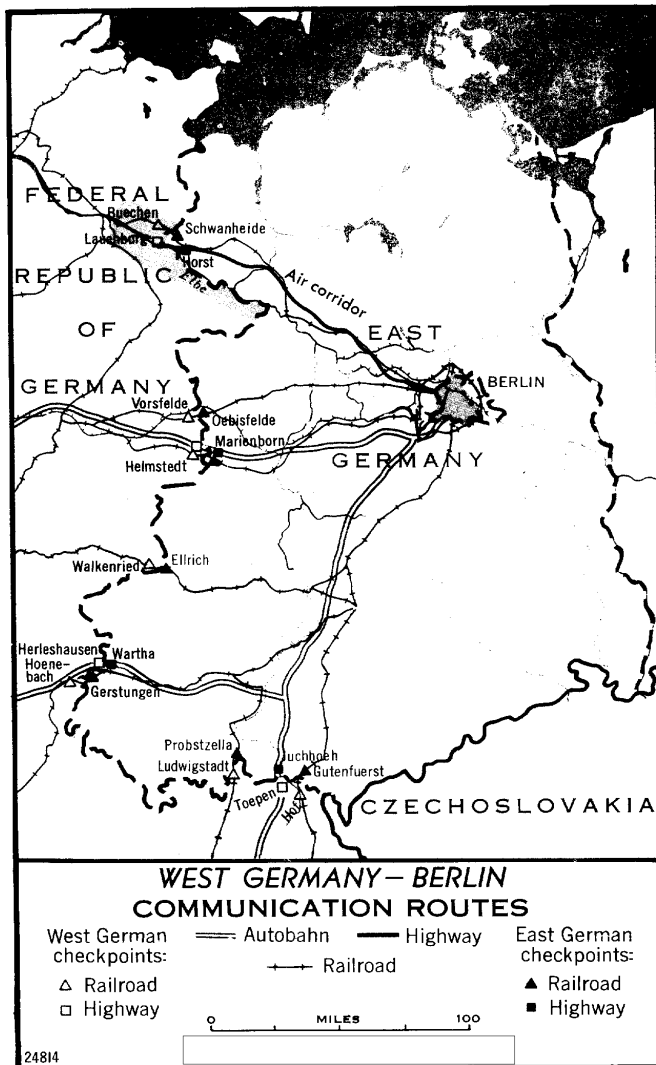 FEDERAL
Buechen
Schwanheide
Lauenburg
Horst
REPUBLIC
Elbe
Air corridor
OF
EAST
GERMANY
BERLIN
Vorsfelde
Oebisfelde
Marienborn
Helmstedt
GERMANY
Walkenried
Ellrich
Herleshausen
Wartha
Hoene-
bach
Gerstungen
Probstzella
Ludwigstadt
Gutenfuerst
Toepen
Hof
CZECHOSLOVAKIA
WEST GERMANY – BERLIN
COMMUNICATION ROUTES
West German
checkpoints:
Railroad
Highway
Autobahn
Highway
Railroad
East German
checkpoints:
Railroad
Highway
0 MILES 100
24814